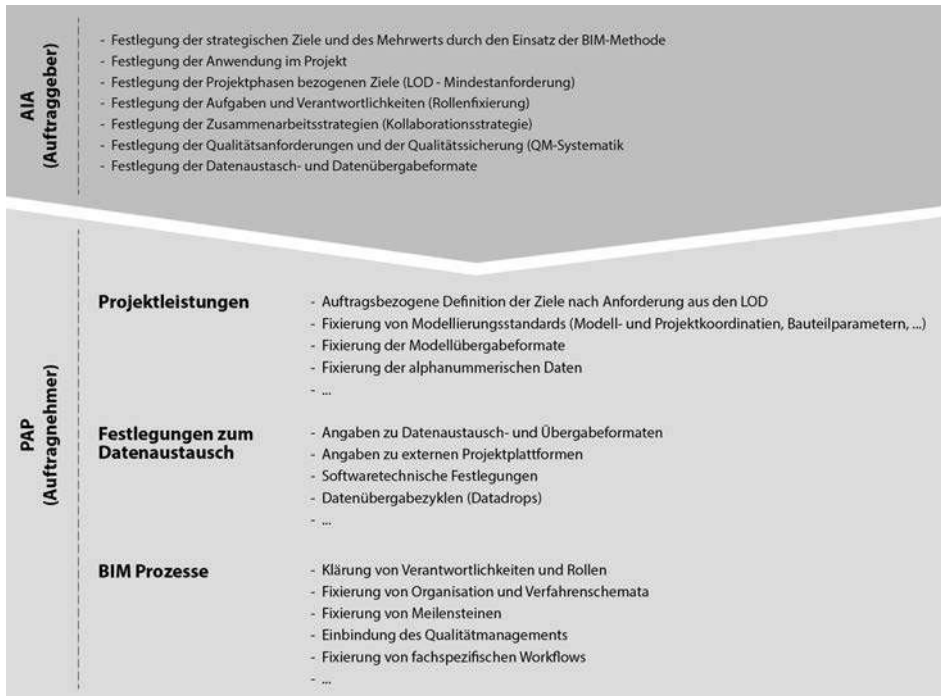 AIA
(Auftraggeber)
- Festlegung der strategischen Ziele und des Mehrwerts durch den Einsatz der BIM-Methode
- Festlegung der Anwendung im Projekt
- Festlegung der Projektphasen bezogenen Ziele (LOD - Mindestanforderung)
- Festlegung der Aufgaben und Verantwortlichkeiten (Rollenfixierung)
- Festlegung der Zusammenarbeitsstrategien (Kollaborationsstrategie)
- Festlegung der Qualitätsanforderungen und der Qualitätssicherung (QM-Systematik
- Festlegung der Datenaustasch- und Datenübergabeformate
PAP
(Auftragnehmer)
Projektleistungen
- Auftragsbezogene Definition der Ziele nach Anforderung aus den LOD
- Fixierung von Modellierungsstandards (Modell- und Projektkoordinatien, Bauteilparametern, ...)
- Fixierung der Modellübergabeformate
- Fixierung der alphanummerischen Daten
- ...
Festlegungen zum
Datenaustausch
- Angaben zu Datenaustausch- und Übergabeformaten
- Angaben zu externen Projektplattformen
- Softwaretechnische Festlegungen
- Datenübergabezyklen (Datadrops)
- ...
BIM Prozesse
- Klärung von Verantwortlichkeiten und Rollen
- Fixierung von Organisation und Verfahrenschemata
- Fixierung von Meilensteinen
- Einbindung des Qualitätmanagements
- Fixierung von fachspezifischen Workflows
- ...